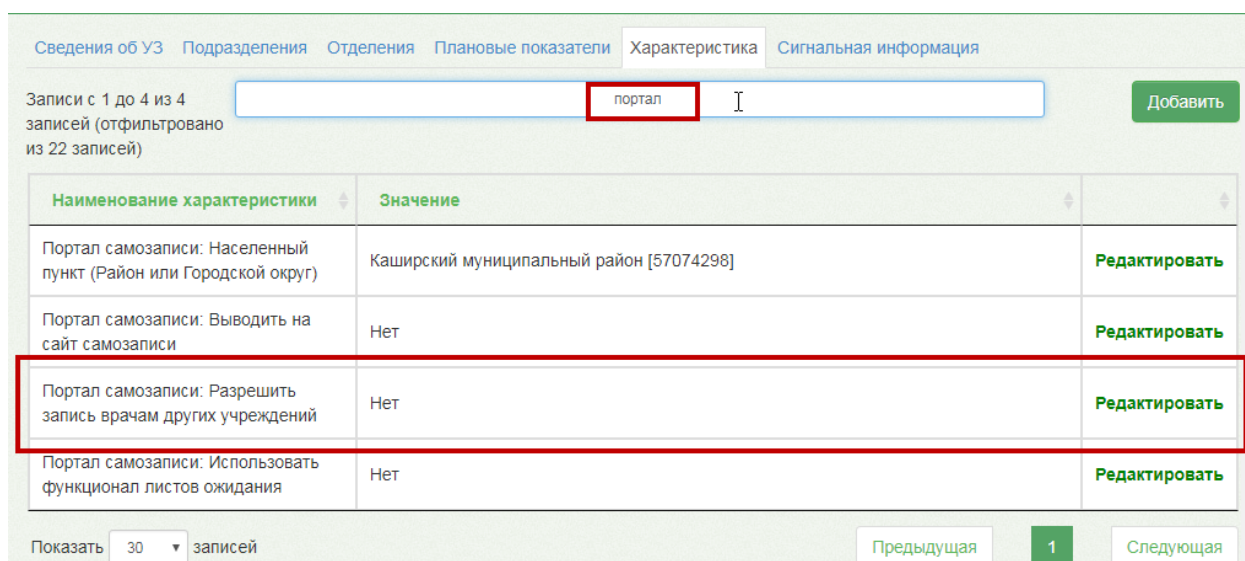 Сведения об УЗ Подразделения Отделения Плановые показатели Характеристика Сигнальная информация
Записи с 1 до 4 из 4
записей (отфильтровано
из 22 записей)
портал
Добавить
Наименование характеристики Значение
Портал самозаписи: Населенный
пункт (Район или Городской округ)
Каширский муниципальный район [57074298]
Редактировать
Портал самозаписи: Выводить на
сайт самозаписи
Нет
Редактировать
Портал самозаписи: Разрешить
запись врачам других учреждений
Нет
Редактировать
Портал самозаписи: Использовать
функционал листов ожидания
Нет
Редактировать
Показать 30 записей
Предыдущая 1 Следующая